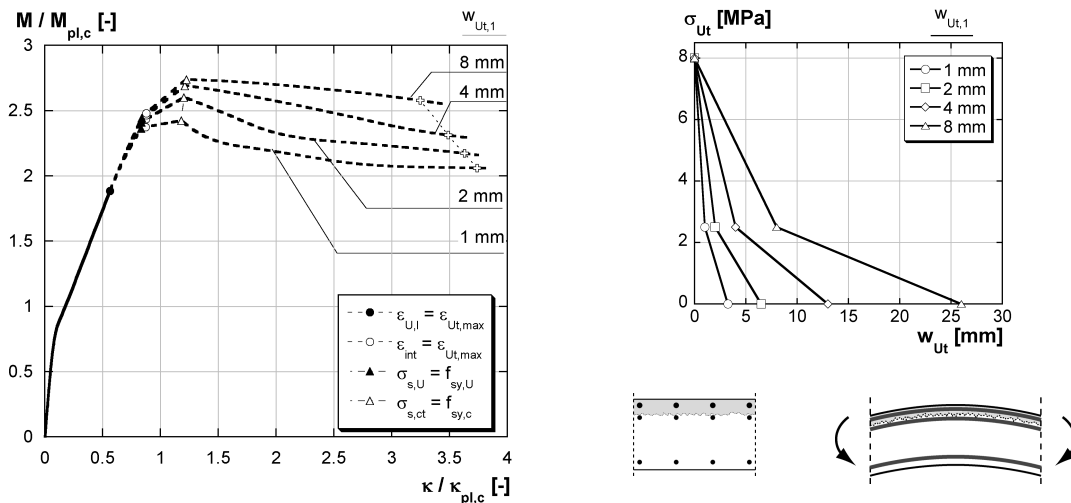 M / M_pl,c [-]
w_Ut,1
3
2.5
2
1.5
1
0.5
0
8 mm
4 mm
2 mm
1 mm
ε_U,I = ε_Ut,max
ε_int = ε_Ut,max
σ_s,U = f_sy,U
σ_s,ct = f_sy,c
0 0.5 1 1.5 2 2.5 3 3.5 4
κ / κ_pl,c [-]
σ_Ut [MPa]
w_Ut,1
8
6
4
2
0
1 mm
2 mm
4 mm
8 mm
0 5 10 15 20 25 30
w_Ut [mm]